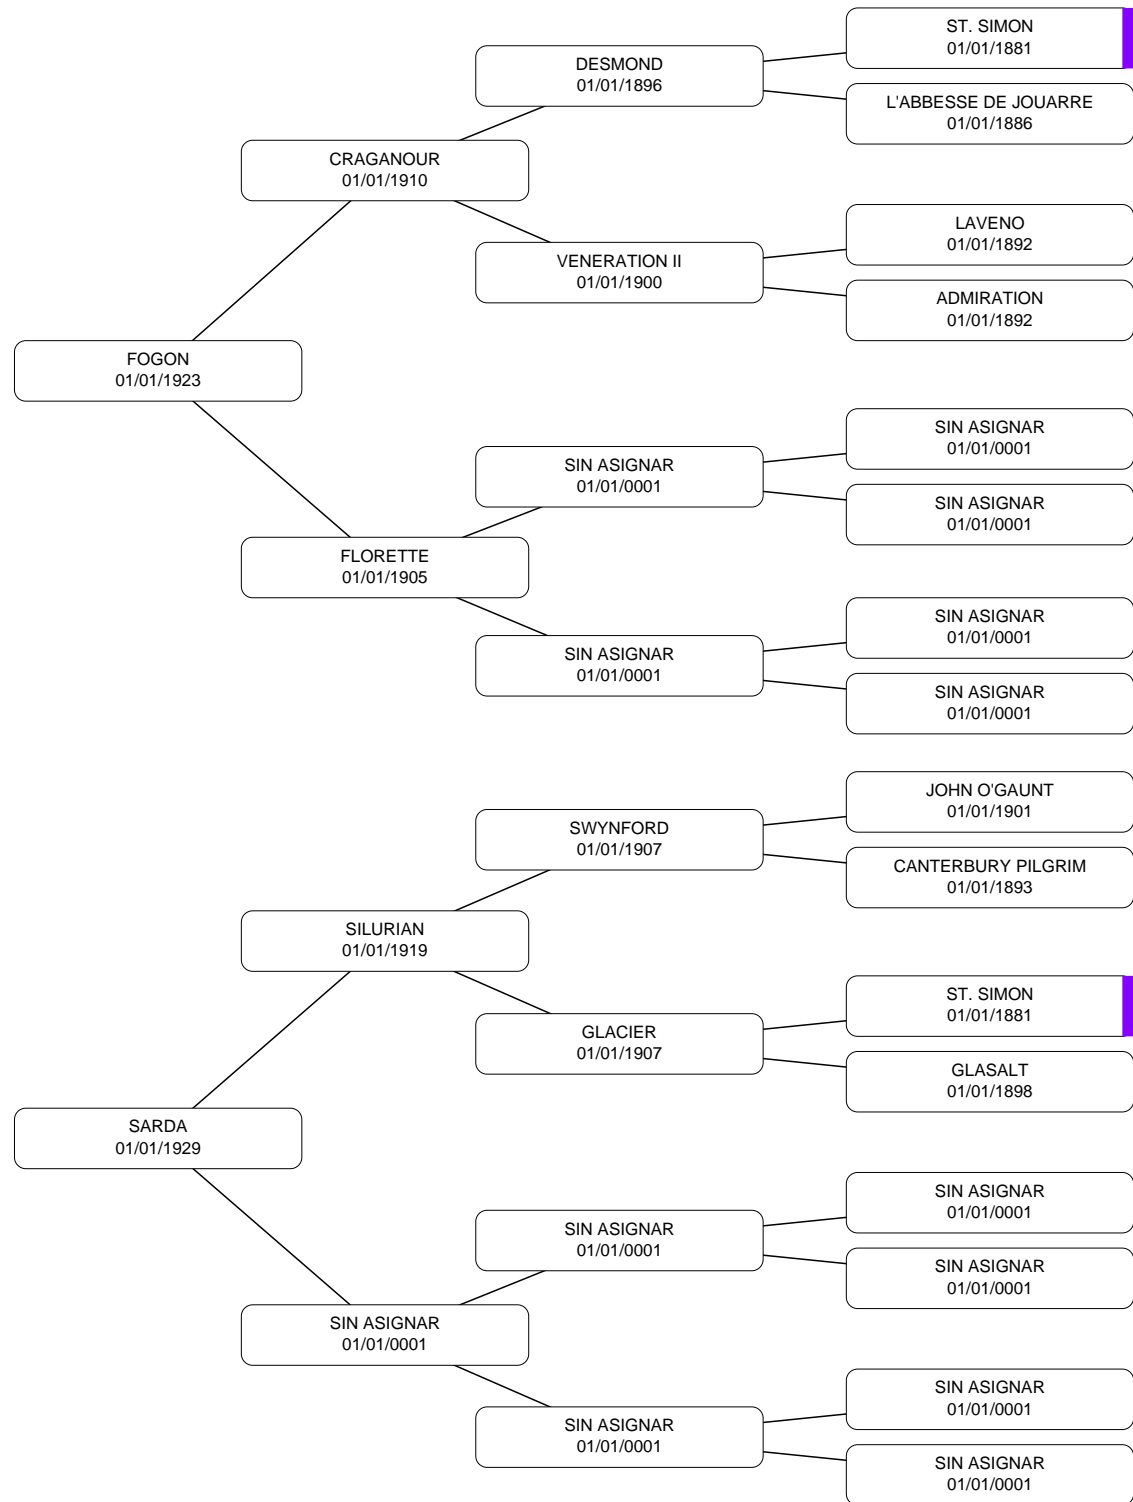 ST. SIMON
01/01/1881
DESMOND
01/01/1896
L'ABBESSE DE JOUARRE
01/01/1886
CRAGANOUR
01/01/1910
LAVENO
01/01/1892
VENERATION II
01/01/1900
ADMIRATION
01/01/1892
FOGON
01/01/1923
SIN ASIGNAR
01/01/0001
SIN ASIGNAR
01/01/0001
SIN ASIGNAR
01/01/0001
FLORETTE
01/01/1905
SIN ASIGNAR
01/01/0001
SIN ASIGNAR
01/01/0001
SIN ASIGNAR
01/01/0001
JOHN O'GAUNT
01/01/1901
SWYNFORD
01/01/1907
CANTERBURY PILGRIM
01/01/1893
SILURIAN
01/01/1919
ST. SIMON
01/01/1881
GLACIER
01/01/1907
GLASALT
01/01/1898
SARDA
01/01/1929
SIN ASIGNAR
01/01/0001
SIN ASIGNAR
01/01/0001
SIN ASIGNAR
01/01/0001
SIN ASIGNAR
01/01/0001
SIN ASIGNAR
01/01/0001
SIN ASIGNAR
01/01/0001
SIN ASIGNAR
01/01/0001